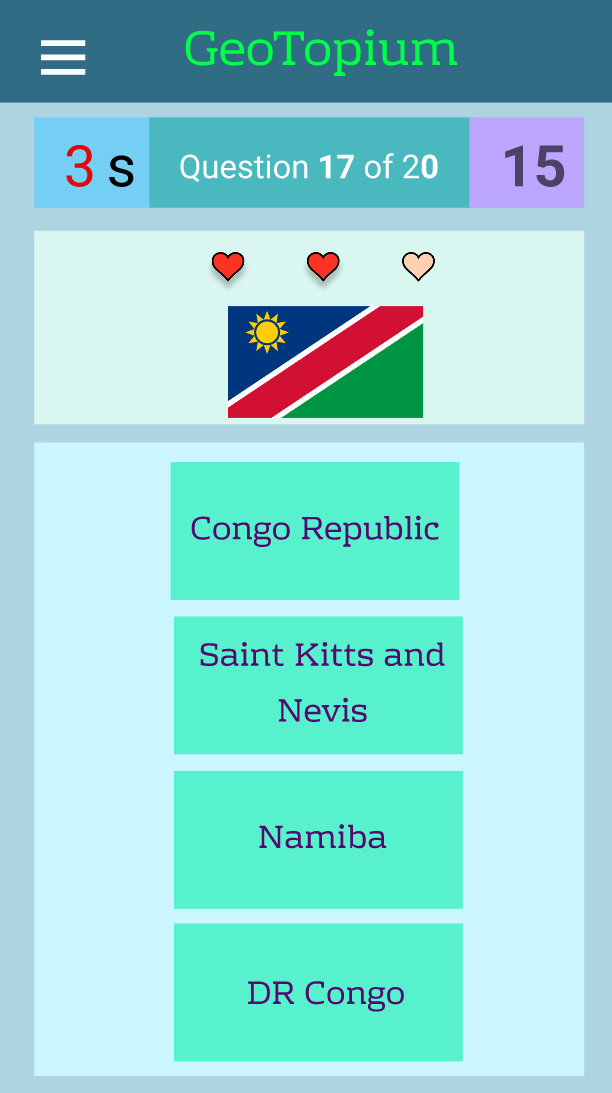 GeoTopium
3 s
Question 17 of 20
15
Congo Republic
Saint Kitts and
Nevis
Namiba
DR Congo